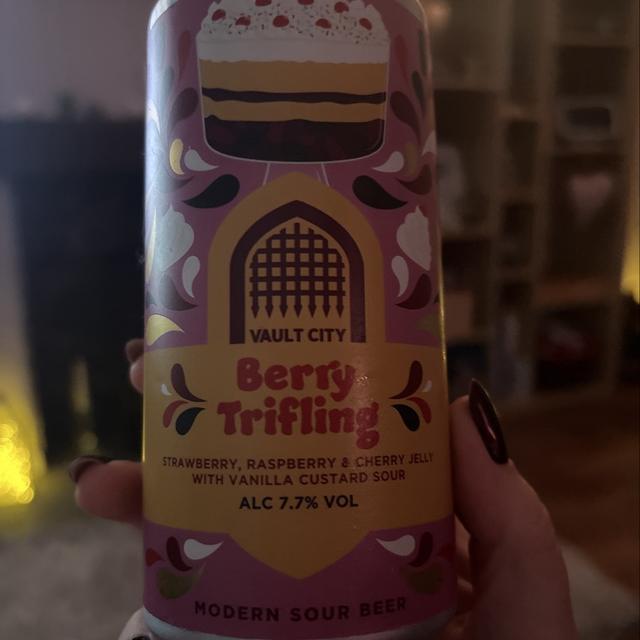 VAULT CITY
Berry
Trifling
STRAWBERRY, RASPBERRY & CHERRY JELLY
WITH VANILLA CUSTARD SOUR
ALC 7.7% VOL
MODERN SOUR BEER